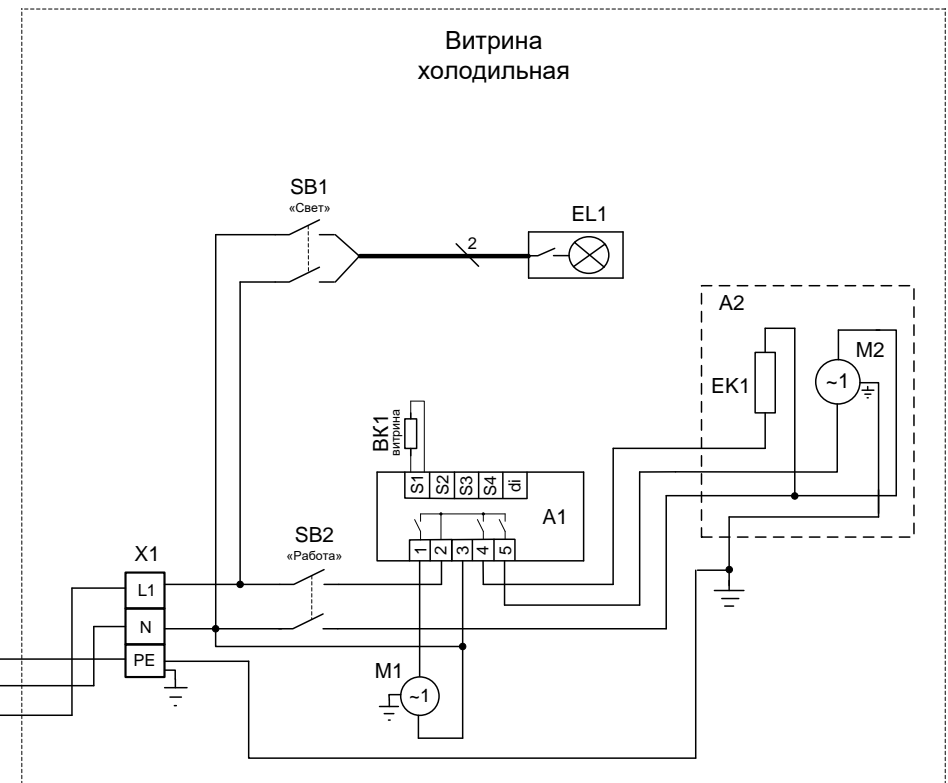 Витрина
холодильная
SB1
«Свет»
2
EL1
A2
M2
~1
EK1
BK1
витрина
S1 S2 S3 S4 di
A1
1 2 3 4 5
SB2
«Работа»
X1
L1
N
PE
M1
~1